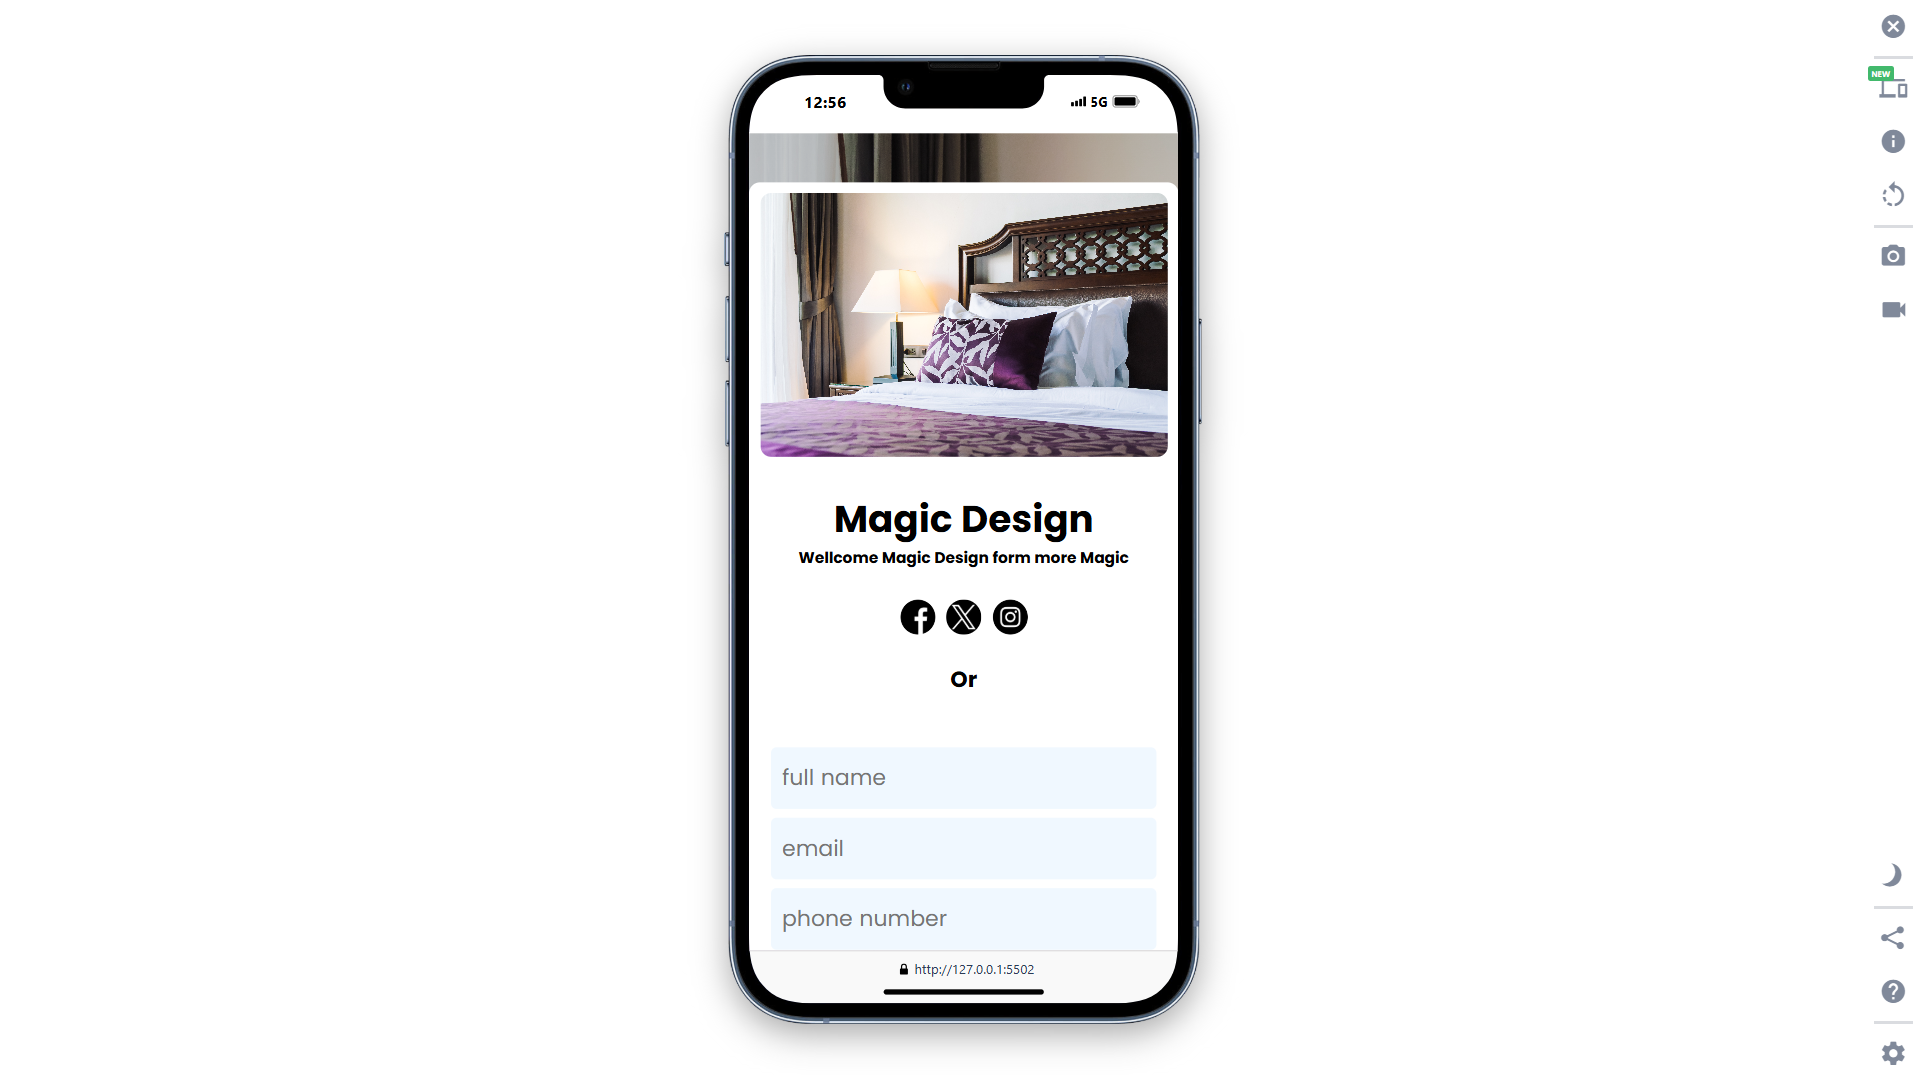 NEW
12:56
5G
Magic Design
Wellcome Magic Design form more Magic
Or
full name
email
phone number
http://127.0.0.1:5502